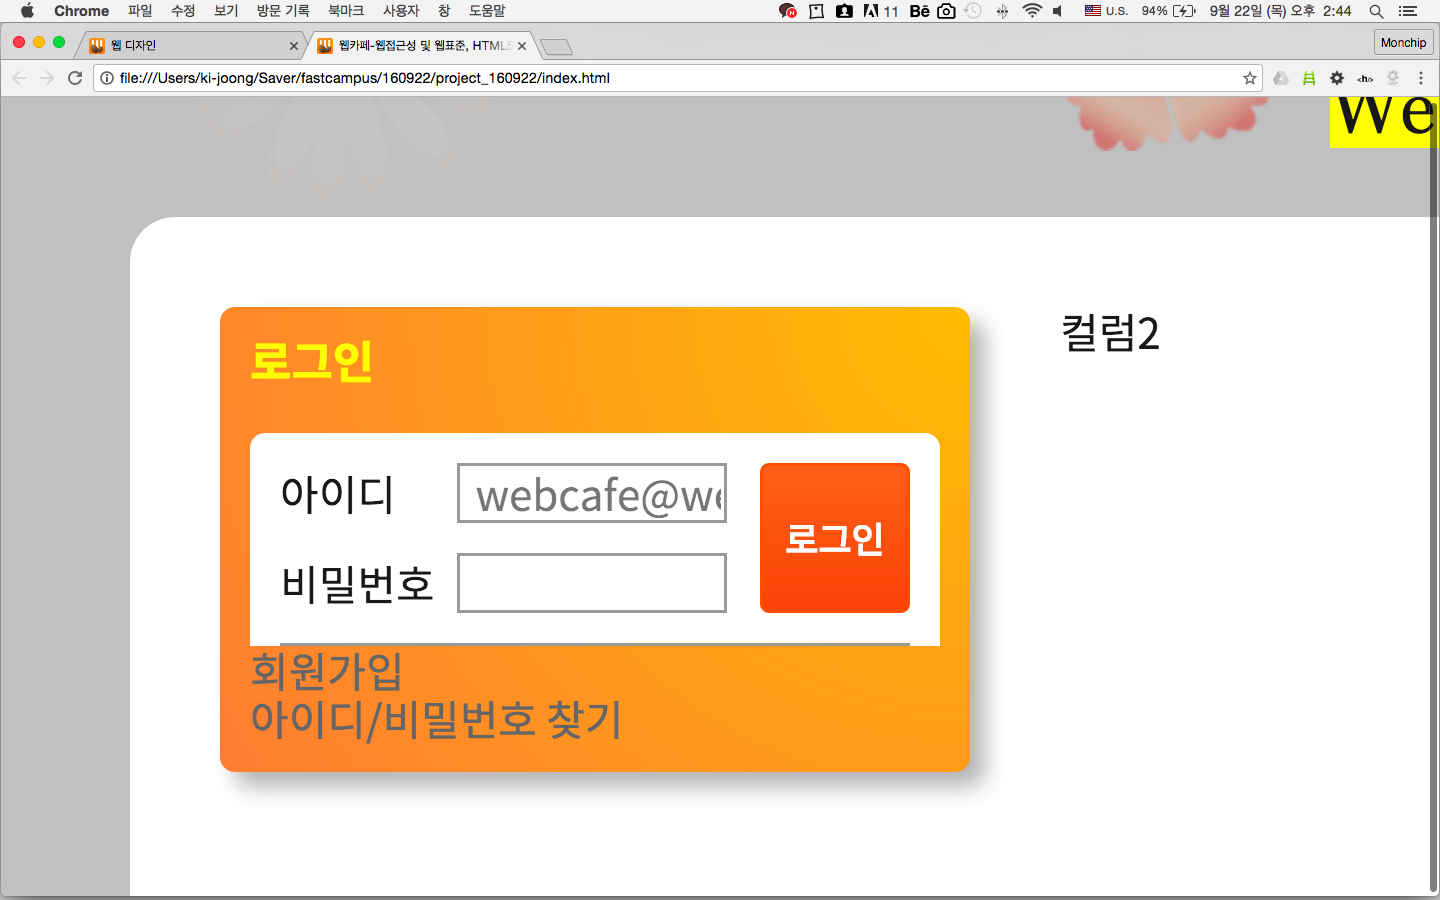 Chrome 파일 수정 보기 방문 기록 북마크 사용자 창 도움말 11 Bē U.S. 94% 9월 22일 (목) 오후 2:44
웹 디자인 웹카페-웹접근성 및 웹표준, HTML5 Monchip
file:///Users/ki-joong/Saver/fastcampus/160922/project_160922/index.html
We
컬럼2
로그인
아이디 webcafe@we
로그인
비밀번호
회원가입
아이디/비밀번호 찾기